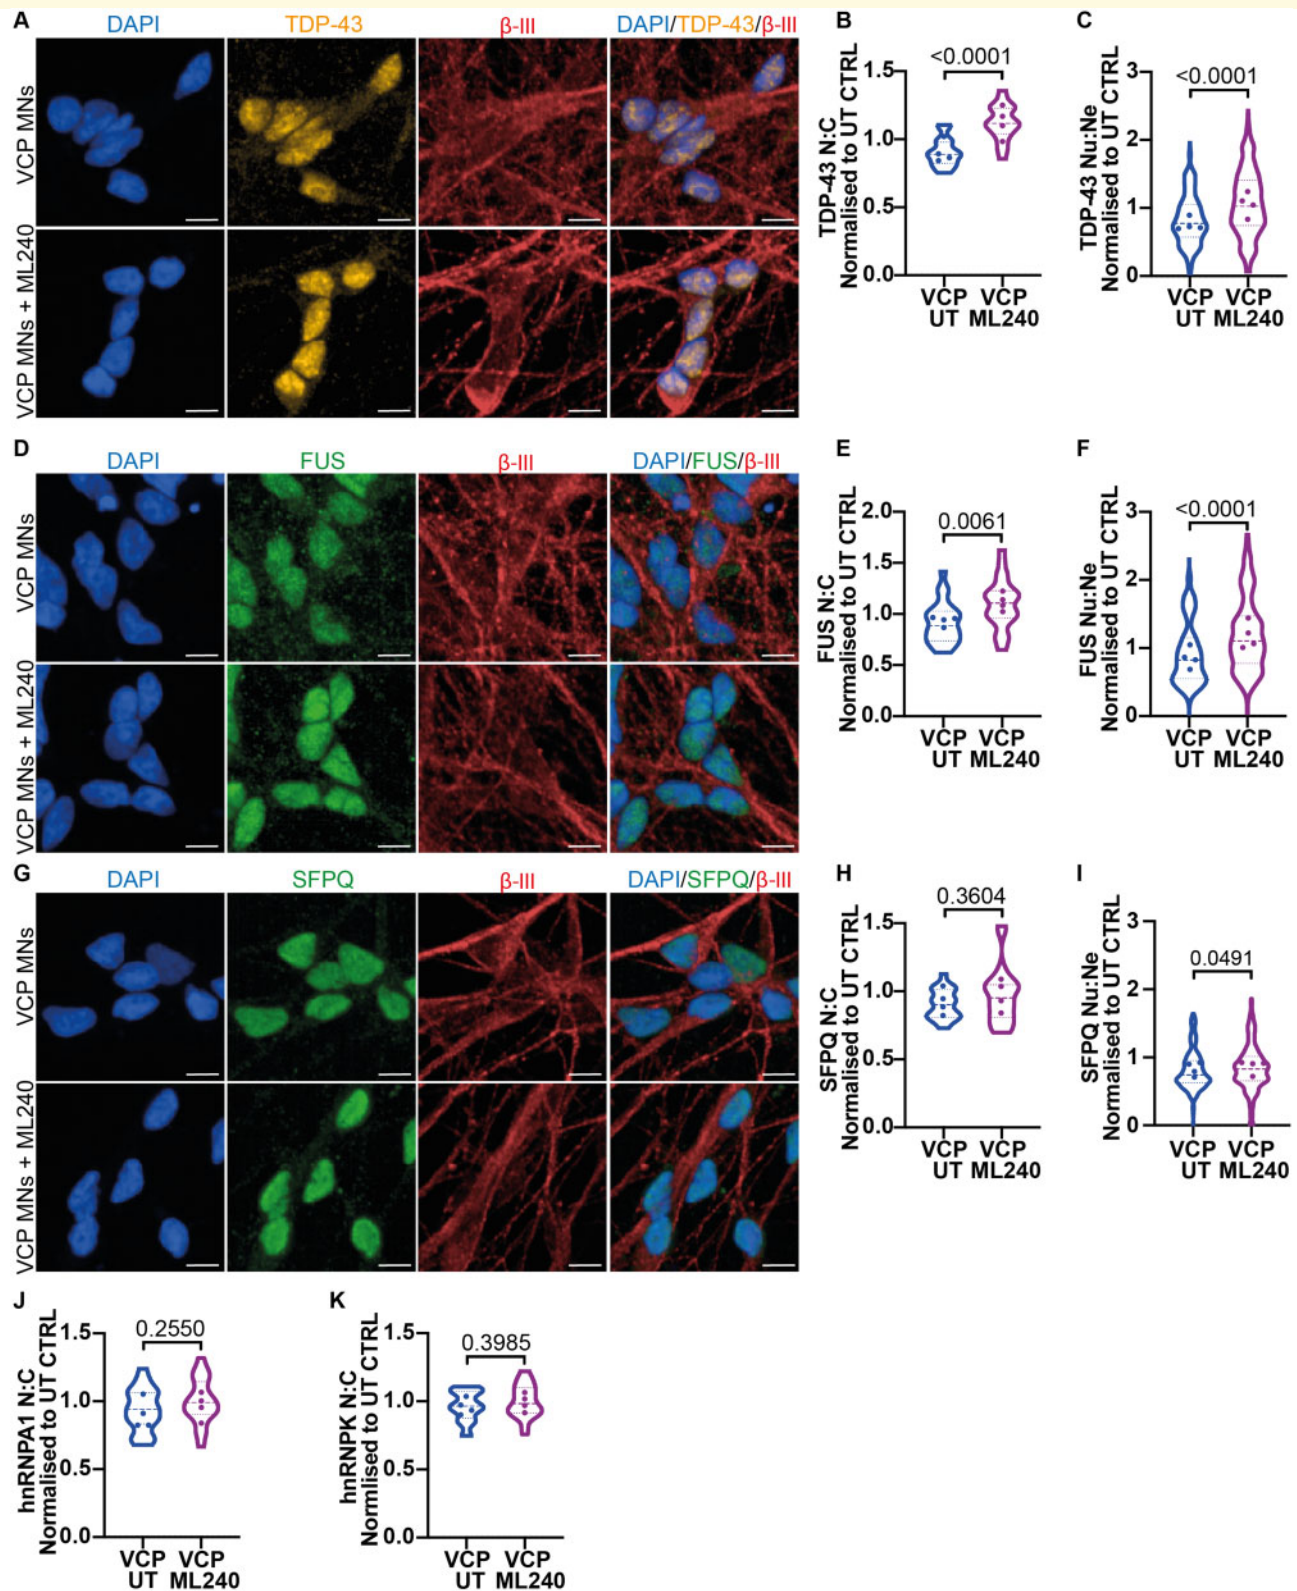 A
DAPI
TDP-43
β-III
DAPI/TDP-43/β-III
VCP MNs
VCP MNs + ML240
B
<0.0001
TDP-43 N:C
Normalised to UT CTRL
1.5
1.0
0.5
0.0
VCP VCP
UT ML240
C
<0.0001
TDP-43 Nu:Ne
Normalised to UT CTRL
3
2
1
0
VCP VCP
UT ML240
D
DAPI
FUS
β-III
DAPI/FUS/β-III
VCP MNs
VCP MNs + ML240
E
0.0061
FUS N:C
Normalised to UT CTRL
2.0
1.5
1.0
0.5
0.0
VCP VCP
UT ML240
F
<0.0001
FUS Nu:Ne
Normalised to UT CTRL
3
2
1
0
VCP VCP
UT ML240
G
DAPI
SFPQ
β-III
DAPI/SFPQ/β-III
VCP MNs
VCP MNs + ML240
H
0.3604
SFPQ N:C
Normalised to UT CTRL
1.5
1.0
0.5
0.0
VCP VCP
UT ML240
I
0.0491
SFPQ Nu:Ne
Normalised to UT CTRL
3
2
1
0
VCP VCP
UT ML240
J
0.2550
hnRNPA1 N:C
Normalised to UT CTRL
1.5
1.0
0.5
0.0
VCP VCP
UT ML240
K
0.3985
hnRNPK N:C
Normlised to UT CTRL
1.5
1.0
0.5
0.0
VCP VCP
UT ML240